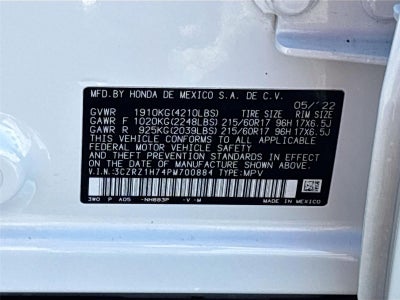 MFD.BY HONDA DE MEXICO S.A. DE C.V.
05/'22
GVWR 1910KG(4210LBS) TIRE SIZE RIM SIZE
GAWR F 1020KG(2248LBS) 215/60R17 96H 17X6.5J
GAWR R 925KG(2039LBS) 215/60R17 96H 17X6.5J
THIS VEHICLE CONFORMS TO ALL APPLICABLE
FEDERAL MOTOR VEHICLE SAFETY
AND THEFT PREVENTION STANDARDS
IN EFFECT ON THE DATE OF MANUFACTURE SHOWN
ABOVE.
V.I.N:3CZRZ1H74PM700884 TYPE:MPV
3W0 P A05 -NH883P -V -M
MADE IN
MEXICO